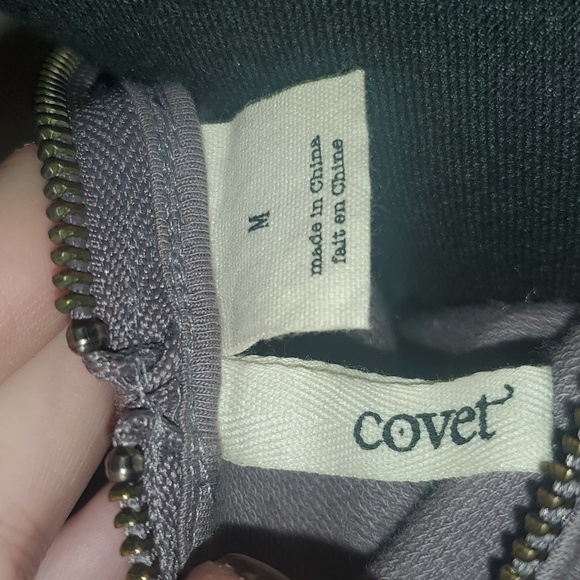 M
made in China
fait en Chine
covet